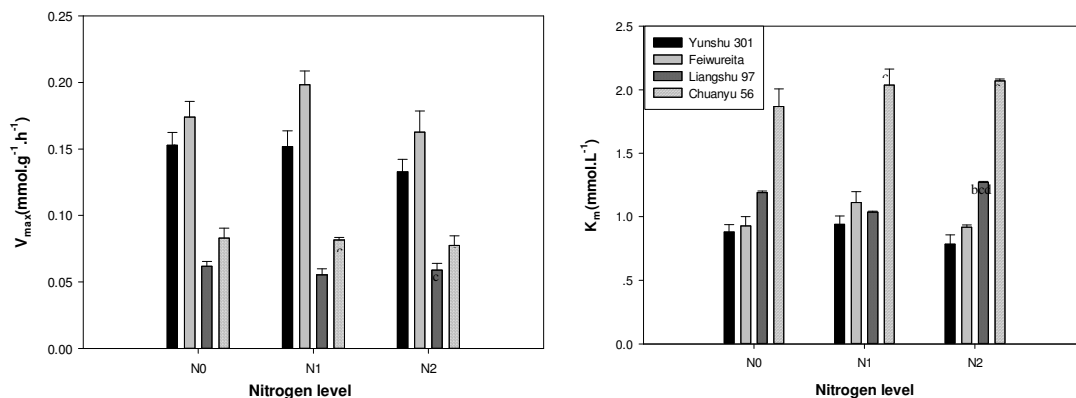 0.25
0.20
0.15
0.10
0.05
0.00
V_max(mmol.g⁻¹.h⁻¹)
c
c
N0 N1 N2
Nitrogen level
2.5
2.0
1.5
1.0
.5
0.0
K_m(mmol.L⁻¹)
Yunshu 301
Feiwureita
Liangshu 97
Chuanyu 56
bcd
N0 N1 N2
Nitrogen level